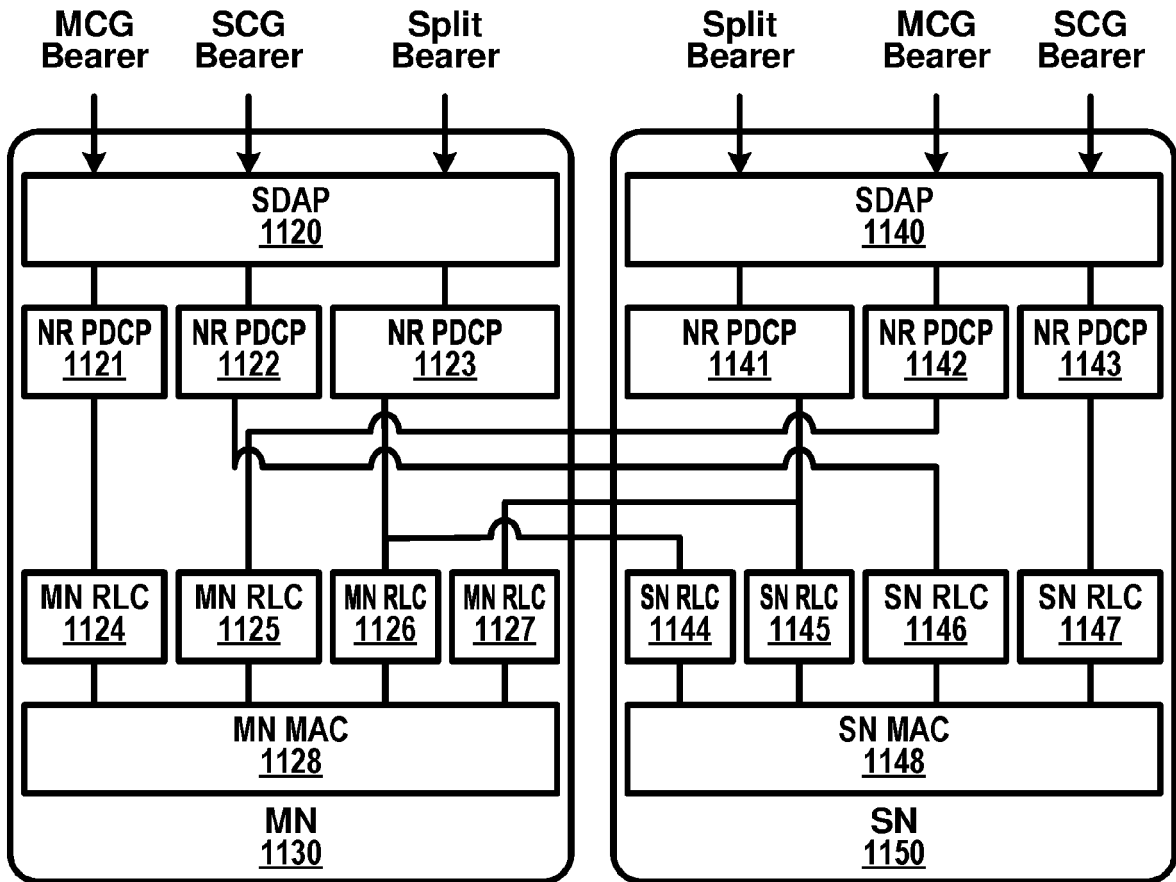 MCG
Bearer
SCG
Bearer
Split
Bearer
Split
Bearer
MCG
Bearer
SCG
Bearer
SDAP
1120
SDAP
1140
NR PDCP
1121
NR PDCP
1122
NR PDCP
1123
NR PDCP
1141
NR PDCP
1142
NR PDCP
1143
MN RLC
1124
MN RLC
1125
MN RLC
1126
MN RLC
1127
SN RLC
1144
SN RLC
1145
SN RLC
1146
SN RLC
1147
MN MAC
1128
SN MAC
1148
MN
1130
SN
1150